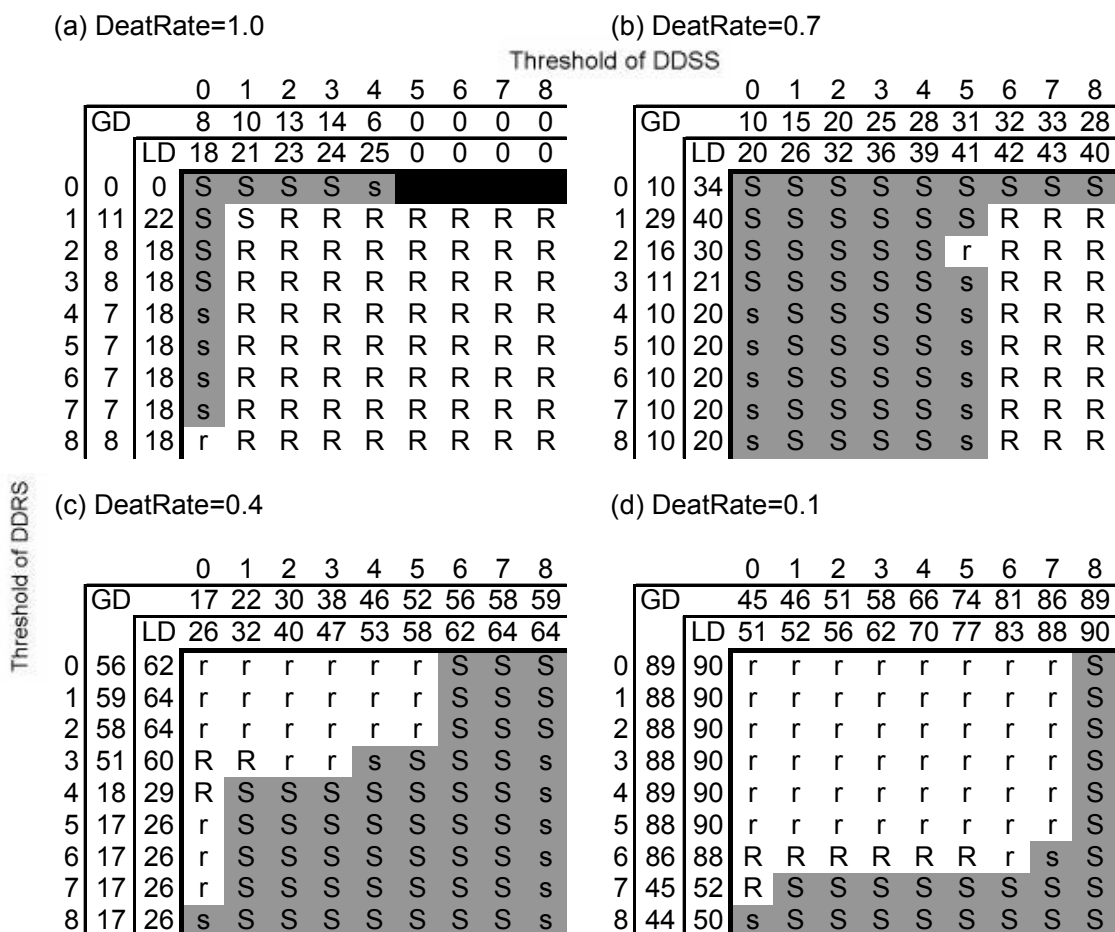 (a) DeatRate=1.0 (b) DeatRate=0.7
Threshold of DDSS
0 1 2 3 4 5 6 7 8
GD 8 10 13 14 6 0 0 0 0
LD 18 21 23 24 25 0 0 0 0
0 0 0 S S S S s
1 11 22 S S R R R R R R R
2 8 18 S R R R R R R R R
3 8 18 S R R R R R R R R
4 7 18 s R R R R R R R R
5 7 18 s R R R R R R R R
6 7 18 s R R R R R R R R
7 7 18 s R R R R R R R R
8 8 18 r R R R R R R R R
0 1 2 3 4 5 6 7 8
GD 10 15 20 25 28 31 32 33 28
LD 20 26 32 36 39 41 42 43 40
0 10 34 S S S S S S S S S
1 29 40 S S S S S S R R R
2 16 30 S S S S S r R R R
3 11 21 S S S S S s R R R
4 10 20 s S S S S s R R R
5 10 20 s S S S S s R R R
6 10 20 s S S S S s R R R
7 10 20 s S S S S s R R R
8 10 20 s S S S S s R R R
Threshold of DDRS
(c) DeatRate=0.4 (d) DeatRate=0.1
0 1 2 3 4 5 6 7 8
GD 17 22 30 38 46 52 56 58 59
LD 26 32 40 47 53 58 62 64 64
0 56 62 r r r r r r S S S
1 59 64 r r r r r r S S S
2 58 64 r r r r r r S S S
3 51 60 R R r r s S S S s
4 18 29 R S S S S S S S s
5 17 26 r S S S S S S S s
6 17 26 r S S S S S S S s
7 17 26 r S S S S S S S s
8 17 26 s S S S S S S S s
0 1 2 3 4 5 6 7 8
GD 45 46 51 58 66 74 81 86 89
LD 51 52 56 62 70 77 83 88 90
0 89 90 r r r r r r r r S
1 88 90 r r r r r r r r S
2 88 90 r r r r r r r r S
3 88 90 r r r r r r r r S
4 89 90 r r r r r r r r S
5 88 90 r r r r r r r r S
6 86 88 R R R R R R r s S
7 45 52 R S S S S S S S S
8 44 50 s S S S S S S S S